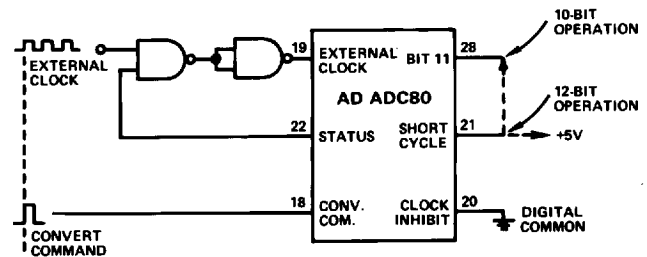 10-BIT
OPERATION
19
EXTERNAL
CLOCK
BIT 11
28
EXTERNAL
CLOCK
AD ADC80
12-BIT
OPERATION
22
STATUS
SHORT
CYCLE
21
+5V
18
CONV.
COM.
CLOCK
INHIBIT
20
DIGITAL
COMMON
CONVERT
COMMAND